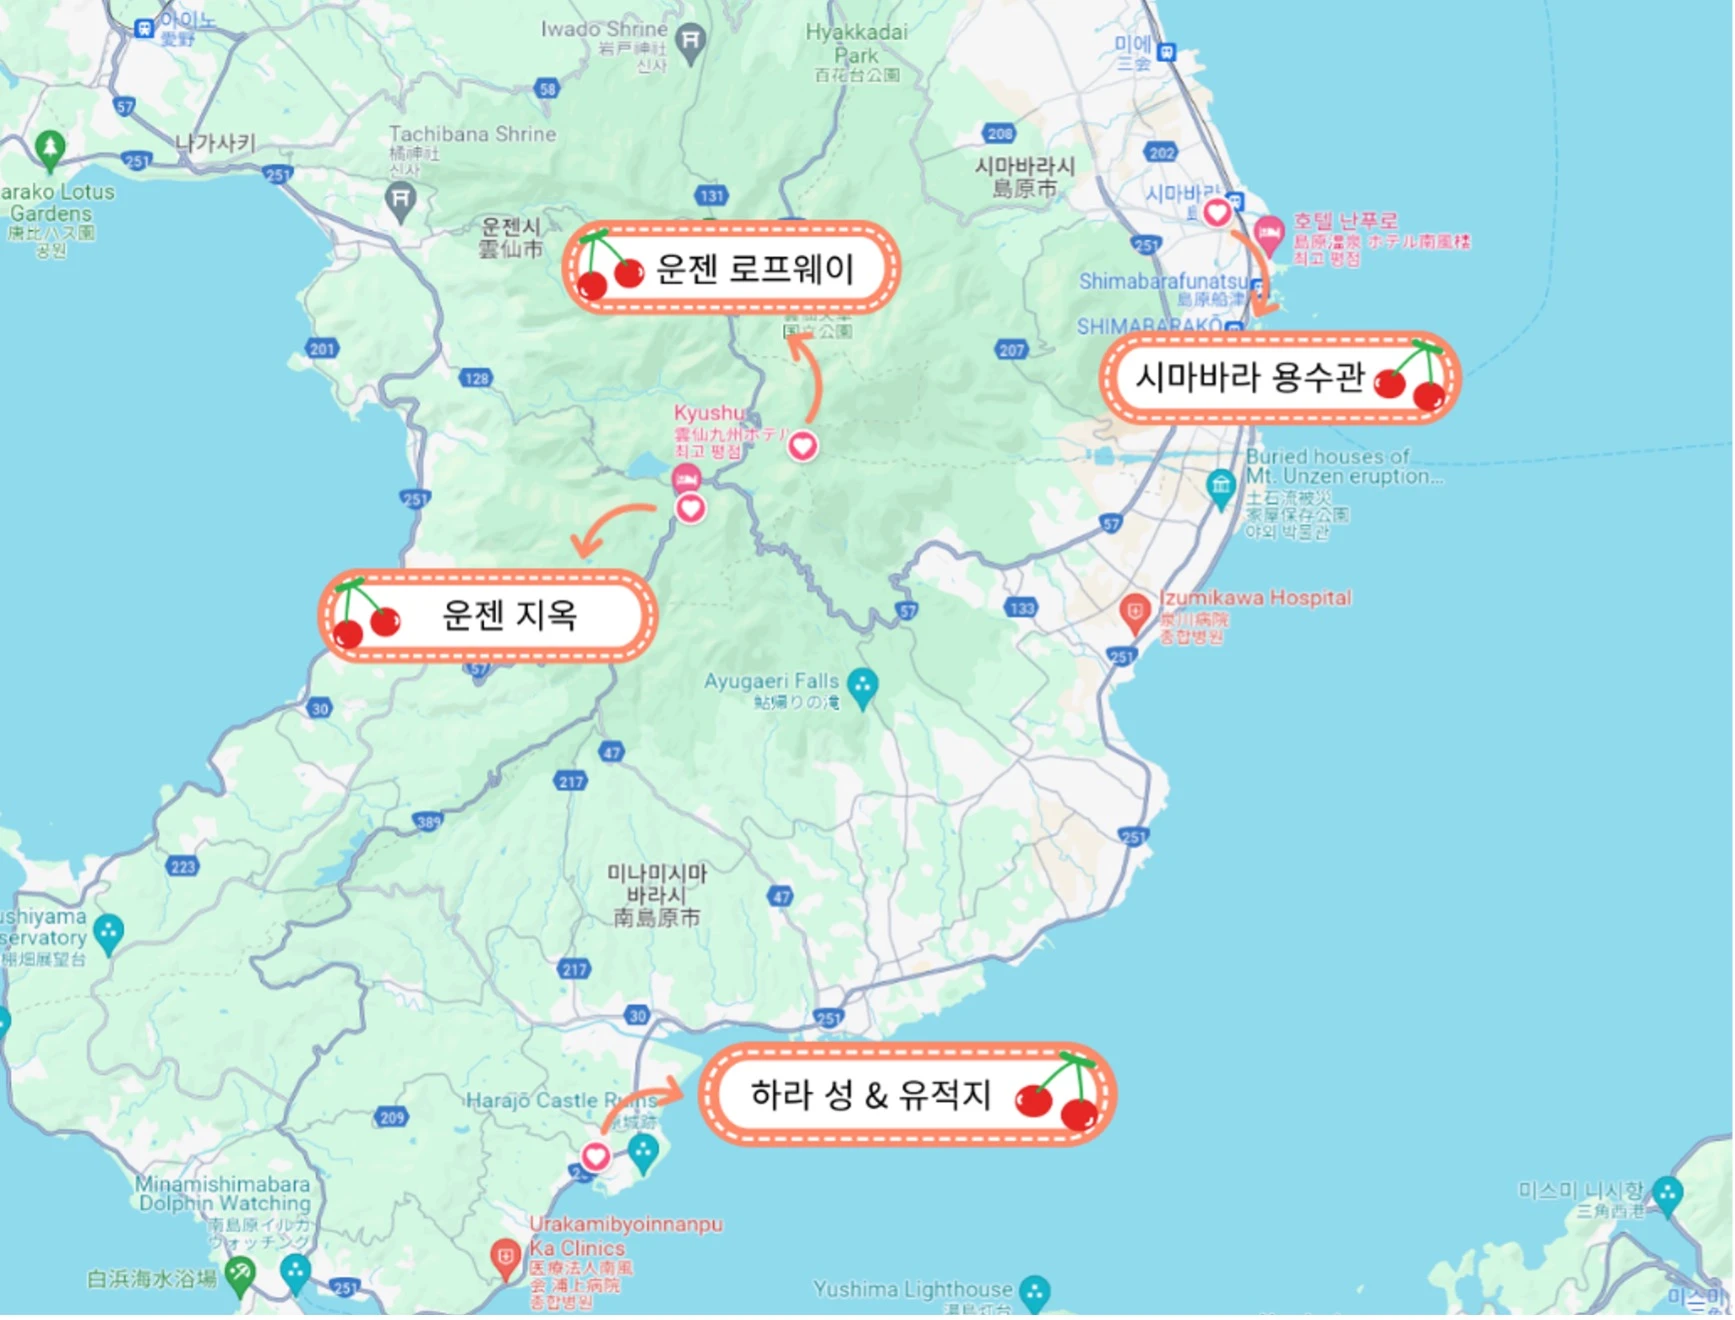 아이노
愛野
Iwado Shrine
岩戸神社
신사
Hyakkadai
Park
百花台公園
미에
三会
58
57
나가사키
251
251
Tachibana Shrine
橘神社
신사
208
202
시마바라시
島原市
131
시마바라
arako Lotus
Gardens
唐比ハス園
공원
운젠시
雲仙市
운젠 로프웨이
国立公園
251
호텔 난푸로
島原温泉 ホテル南風楼
최고 평점
Shimabarafunatsu
島原船津
SHIMABARAKŌ
201
207
128
시마바라 용수관
Kyushu
雲仙九州ホテル
최고 평점
251
Buried houses of
Mt. Unzen eruption...
土石流被災
家屋保存公園
야외 박물관
57
운젠 지옥
57
133
Izumikawa Hospital
泉川病院
종합병원
251
57
Ayugaeri Falls
鮎帰りの滝
30
47
217
389
251
223
미나미시마
바라시
南島原市
47
ushiyama
servatory
棚畑展望台
217
30
251
하라 성 & 유적지
Harajō Castle Ruins
原城跡
209
Minamishimabara
Dolphin Watching
南島原イルカ
ウォッチング
미스미 니시항
三角西港
Urakamibyoinnanpu
Ka Clinics
医療法人南風
会 浦上病院
종합병원
白浜海水浴場
251
Yushima Lighthouse
湯島灯台
미스미